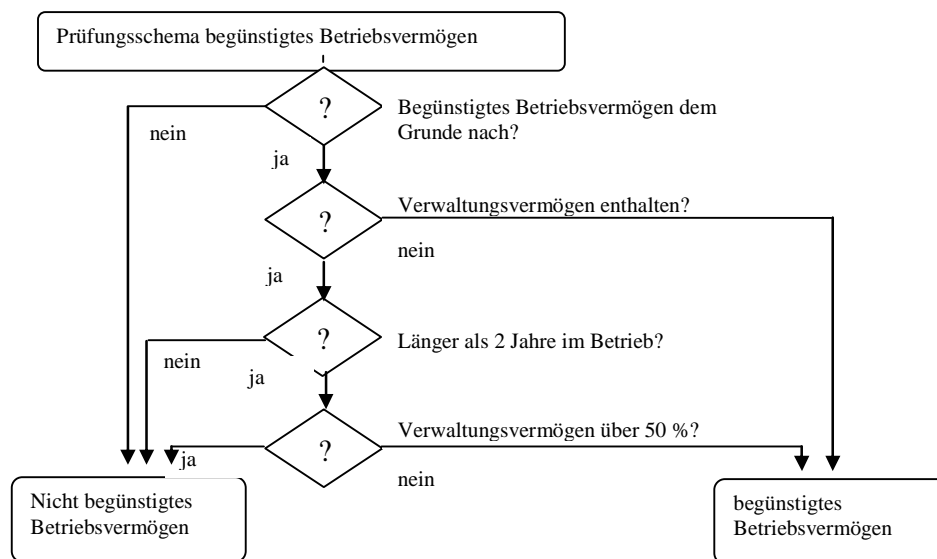 Prüfungsschema begünstigtes Betriebsvermögen
?
Begünstigtes Betriebsvermögen dem
Grunde nach?
nein
ja
?
Verwaltungsvermögen enthalten?
nein
ja
?
Länger als 2 Jahre im Betrieb?
nein
ja
?
Verwaltungsvermögen über 50 %?
ja
nein
Nicht begünstigtes
Betriebsvermögen
begünstigtes
Betriebsvermögen